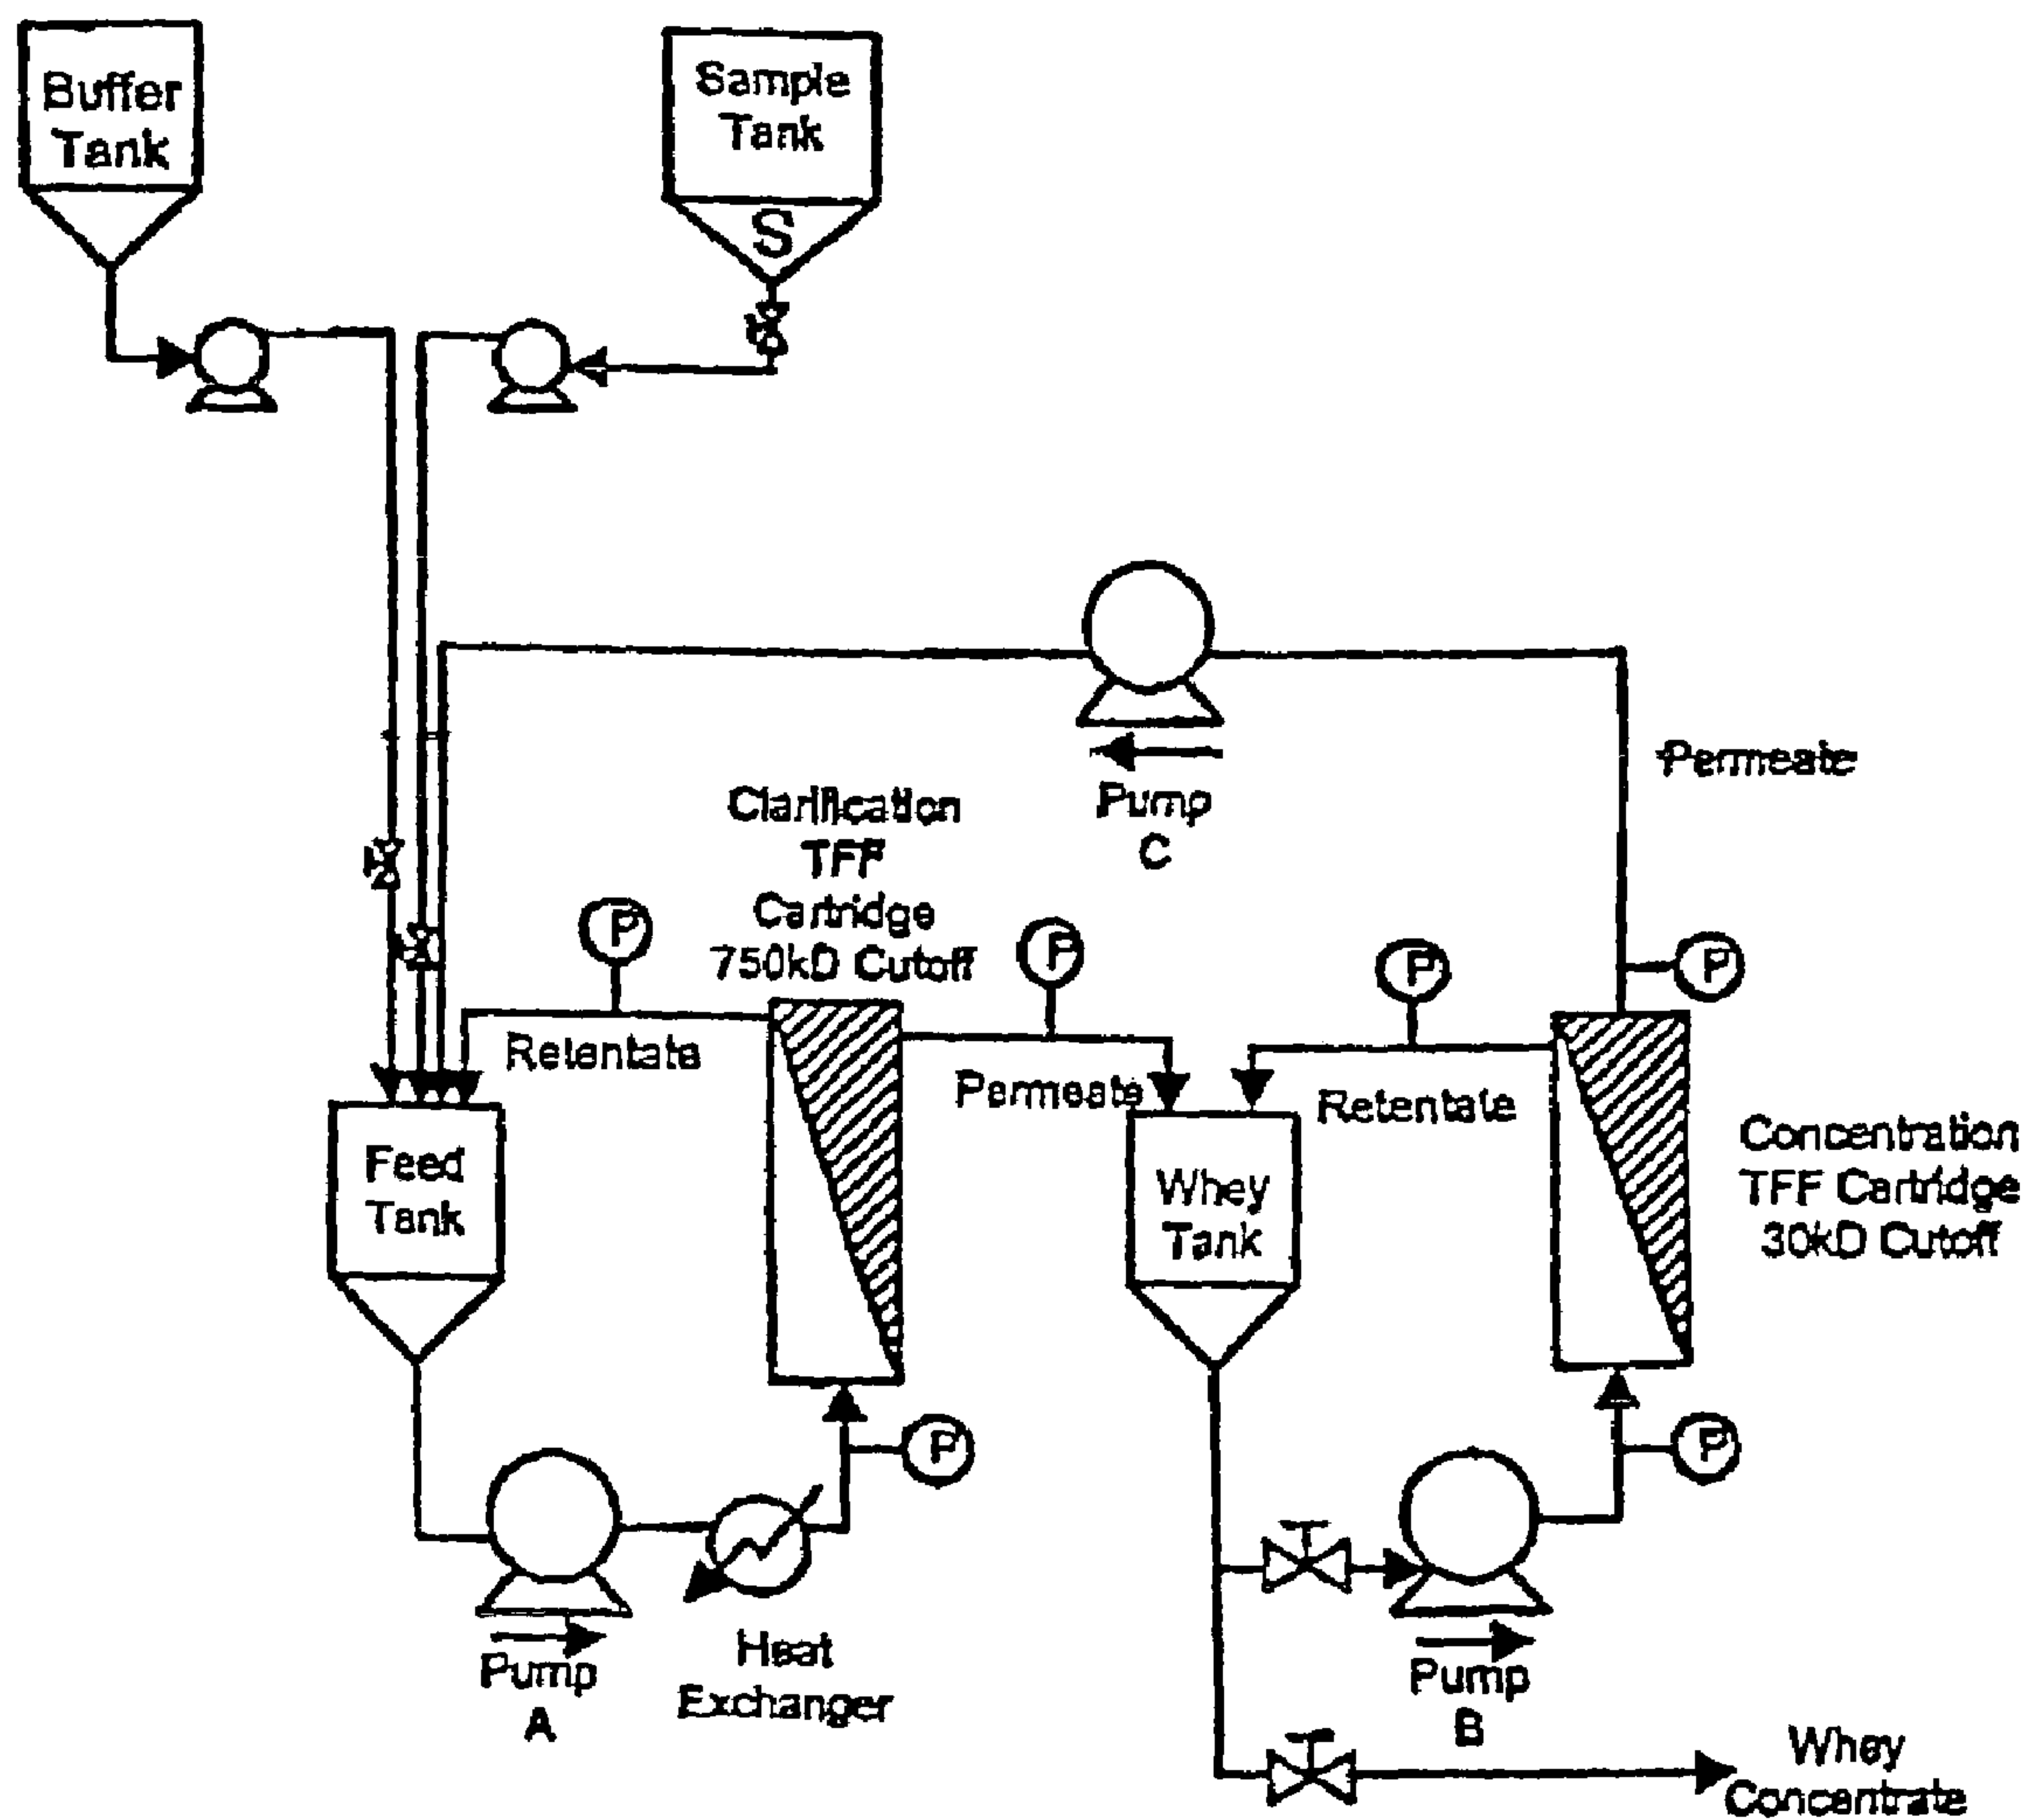 Buffer
Tank
Sample
Tank
S
Permeate
Pump
C
Clarification
TFF
Cartridge
750kD Cutoff
P
P
P
P
Retentate
Permeate
Retentate
Feed
Tank
Whey
Tank
Concentration
TFF Cartridge
30kD Cutoff
P
P
Pump
A
Heat
Exchanger
Pump
B
Whey
Concentrate